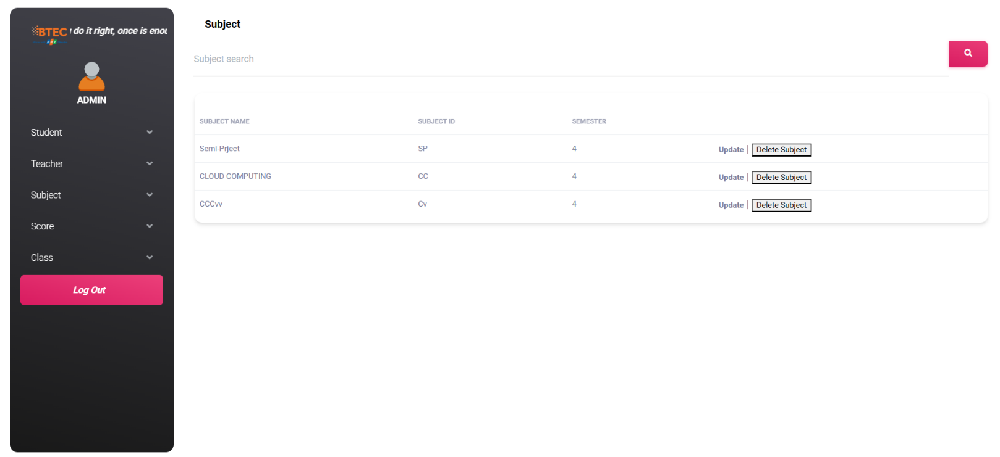 BTEC
FPT
do it right, once is enou
ADMIN
Student
Teacher
Subject
Score
Class
Log Out
Subject
Subject search
SUBJECT NAME SUBJECT ID SEMESTER
Semi-Prject SP 4 Update | Delete Subject
CLOUD COMPUTING CC 4 Update | Delete Subject
CCCvv Cv 4 Update | Delete Subject